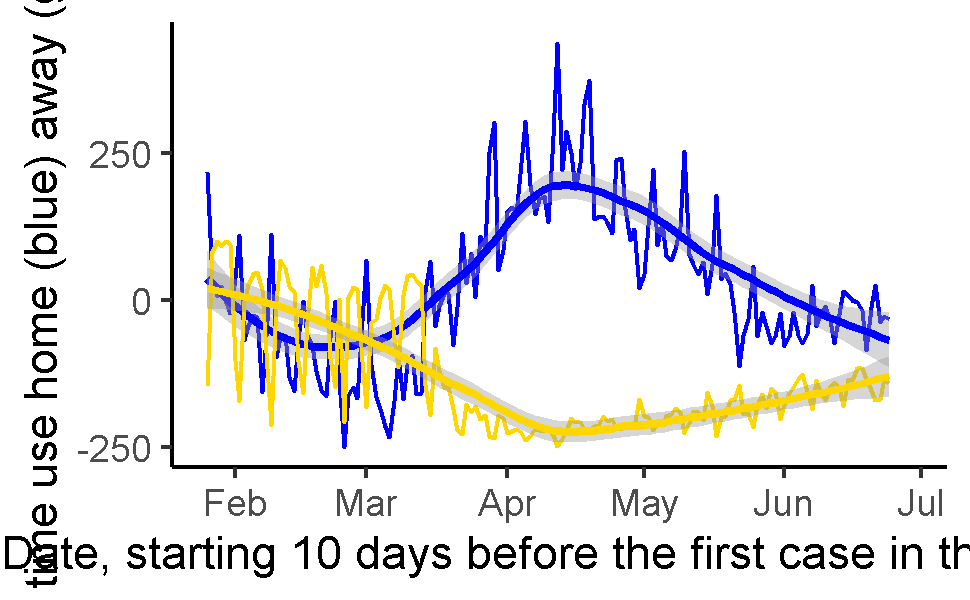 time use home (blue) away (
250
0
-250
Feb Mar Apr May Jun Jul
Date, starting 10 days before the first case in th